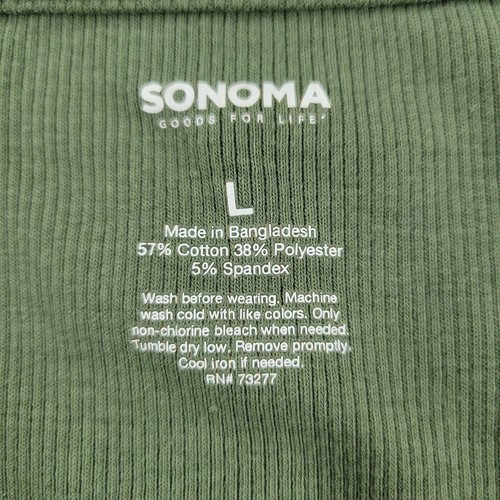 SONOMA
GOODS FOR LIFE
L
Made in Bangladesh
57% Cotton 38% Polyester
5% Spandex
Wash before wearing. Machine
wash cold with like colors. Only
non-chlorine bleach when needed.
Tumble dry low. Remove promptly.
Cool iron if needed.
RN# 73277